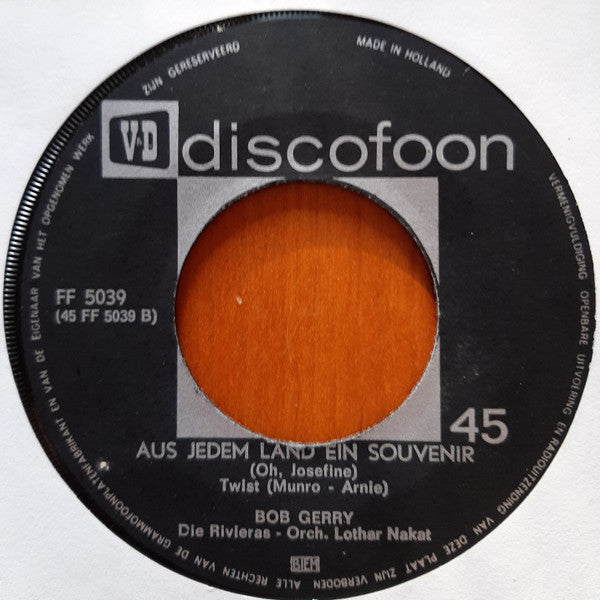 ALLE RECHTEN VAN DE GRAMMOFOONPLATENFABRIKANT EN VAN DE EIGENAAR VAN HET OPGENOMEN WERK ZIJN GERESERVEERD
MADE IN HOLLAND
VERMENIGVULDIGING OPENBARE UITVOERING EN RADIOUITZENDING VAN DEZE PLAAT ZIJN VERBODEN
V&D discofoon
FF 5039
(45 FF 5039 B)
45
AUS JEDEM LAND EIN SOUVENIR
(Oh, Josefine)
Twist (Munro - Arnie)
BOB GERRY
Die Rivieras - Orch. Lothar Nakat
BIEM